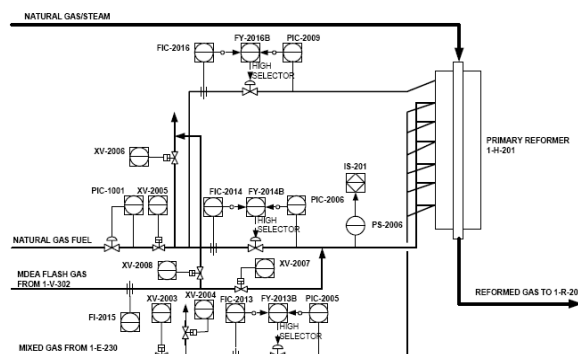 NATURAL GAS/STEAM
FIC-2016
FY-2016B
PIC-2009
HIGH
SELECTOR
PRIMARY REFORMER
1-H-201
XV-2006
IS-201
PIC-1001
XV-2005
FIC-2014
FY-2014B
PIC-2006
HIGH
SELECTOR
PS-2006
NATURAL GAS FUEL
MDEA FLASH GAS
FROM 1-V-302
XV-2008
XV-2007
REFORMED GAS TO 1-R-20
FI-2015
XV-2003
XV-2004
FIC-2013
FY-2013B
PIC-2005
HIGH
SELECTOR
MIXED GAS FROM 1-E-230